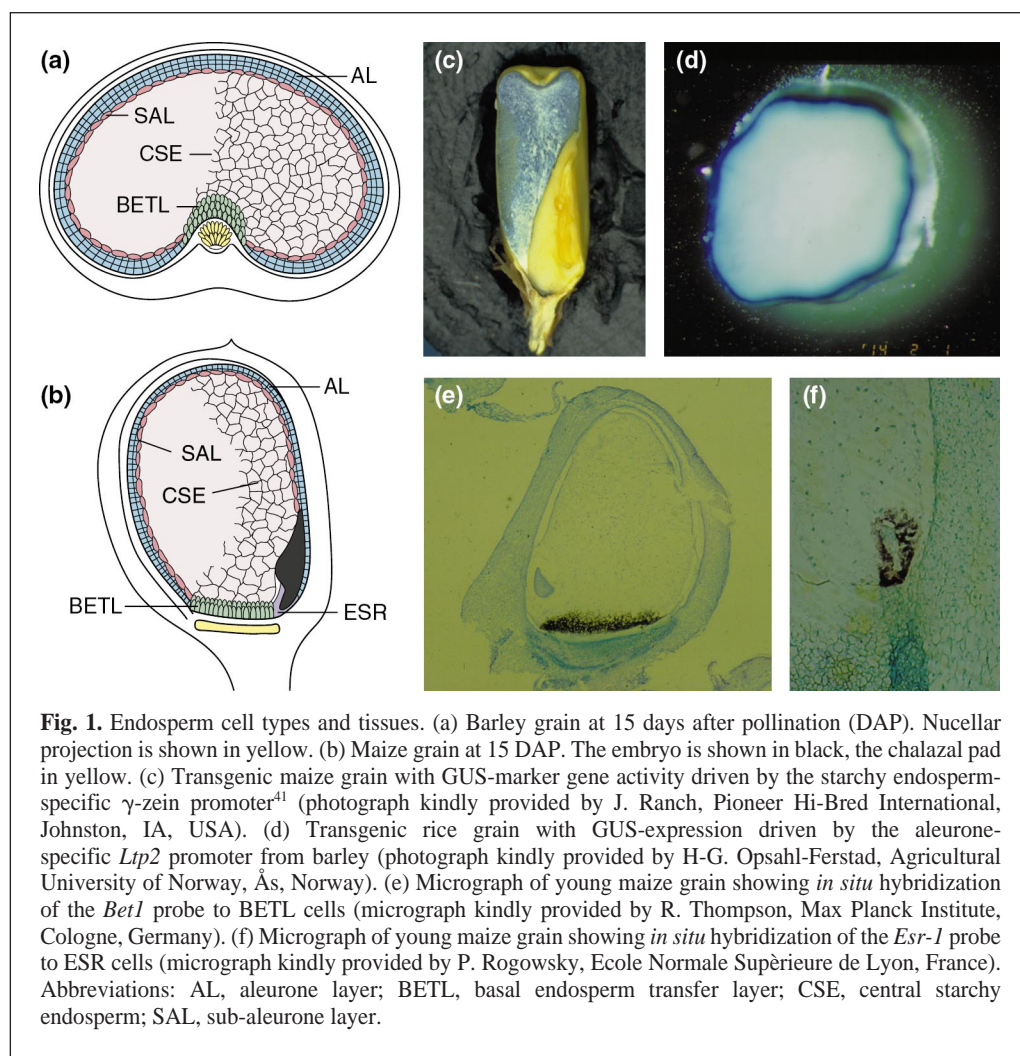 (a)
AL
SAL
CSE
BETL
(c)
(d)
'14 2 1
(b)
AL
SAL
CSE
BETL
ESR
(e)
(f)
Fig. 1. Endosperm cell types and tissues. (a) Barley grain at 15 days after pollination (DAP). Nucellar
projection is shown in yellow. (b) Maize grain at 15 DAP. The embryo is shown in black, the chalazal pad
in yellow. (c) Transgenic maize grain with GUS-marker gene activity driven by the starchy endosperm-
specific γ-zein promoter⁴¹ (photograph kindly provided by J. Ranch, Pioneer Hi-Bred International,
Johnston, IA, USA). (d) Transgenic rice grain with GUS-expression driven by the aleurone-
specific Ltp2 promoter from barley (photograph kindly provided by H-G. Opsahl-Ferstad, Agricultural
University of Norway, Ås, Norway). (e) Micrograph of young maize grain showing in situ hybridization
of the Bet1 probe to BETL cells (micrograph kindly provided by R. Thompson, Max Planck Institute,
Cologne, Germany). (f) Micrograph of young maize grain showing in situ hybridization of the Esr-1 probe
to ESR cells (micrograph kindly provided by P. Rogowsky, Ecole Normale Supèrieure de Lyon, France).
Abbreviations: AL, aleurone layer; BETL, basal endosperm transfer layer; CSE, central starchy
endosperm; SAL, sub-aleurone layer.